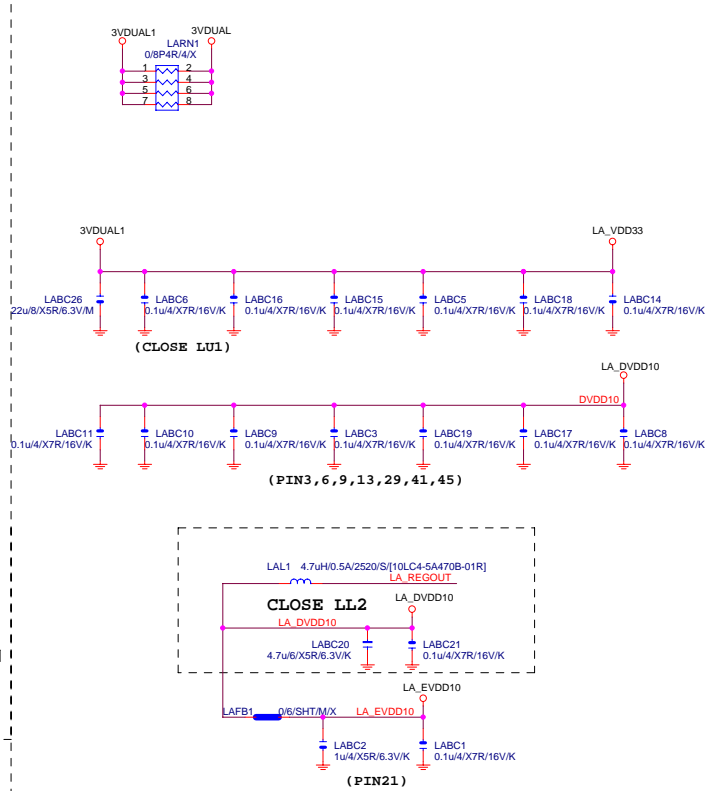 3VDUAL1 3VDUAL
LARN1
0/8P4R/4/X
1 2
3 4
5 6
7 8
3VDUAL1 LA_VDD33
LABC26 LABC6 LABC16 LABC15 LABC5 LABC18 LABC14
22u/8/X5R/6.3V/M 0.1u/4/X7R/16V/K 0.1u/4/X7R/16V/K 0.1u/4/X7R/16V/K 0.1u/4/X7R/16V/K 0.1u/4/X7R/16V/K 0.1u/4/X7R/16V/K
(CLOSE LU1)
LA_DVDD10
DVDD10
LABC11 LABC10 LABC9 LABC3 LABC19 LABC17 LABC8
0.1u/4/X7R/16V/K 0.1u/4/X7R/16V/K 0.1u/4/X7R/16V/K 0.1u/4/X7R/16V/K 0.1u/4/X7R/16V/K 0.1u/4/X7R/16V/K 0.1u/4/X7R/16V/K
(PIN3,6,9,13,29,41,45)
LAL1 4.7uH/0.5A/2520/S/[10LC4-5A470B-01R]
LA_REGOUT
CLOSE LL2 LA_DVDD10
LA_DVDD10
LABC20 LABC21
4.7u/6/X5R/6.3V/K 0.1u/4/X7R/16V/K
LA_EVDD10
LAFB1 0/6/SHT/M/X LA_EVDD10
LABC2 LABC1
1u/4/X5R/6.3V/K 0.1u/4/X7R/16V/K
(PIN21)